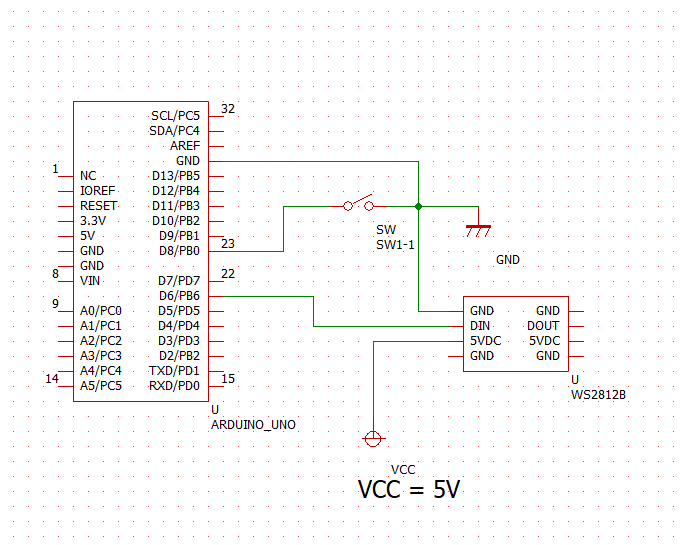 32
SCL/PC5
SDA/PC4
AREF
GND
1
NC
D13/PB5
IOREF
D12/PB4
RESET
D11/PB3
3.3V
D10/PB2
5V
D9/PB1
GND
D8/PB0
23
GND
8
VIN
D7/PD7
22
D6/PB6
9
A0/PC0
D5/PD5
A1/PC1
D4/PD4
A2/PC2
D3/PD3
A3/PC3
D2/PB2
A4/PC4
TXD/PD1
14
A5/PC5
RXD/PD0
15
U
ARDUINO_UNO
SW
SW1-1
GND
GND GND
DIN DOUT
5VDC 5VDC
GND GND
U
WS2812B
VCC
VCC = 5V